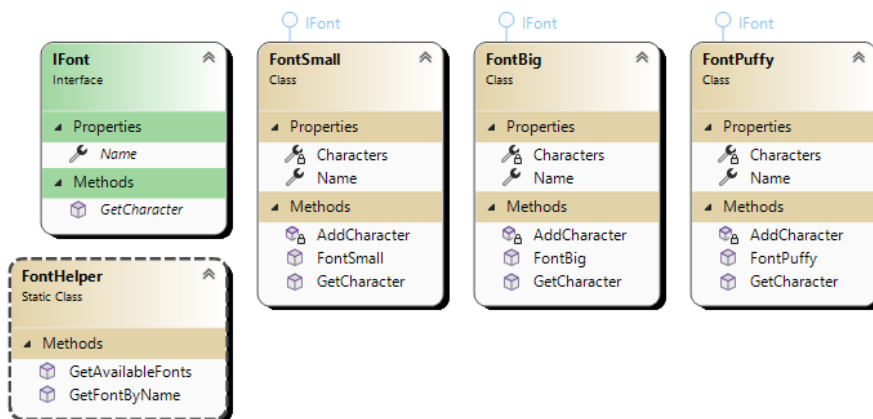 IFont
IFont
IFont
IFont
Interface
Properties
Name
Methods
GetCharacter
FontSmall
Class
Properties
Characters
Name
Methods
AddCharacter
FontSmall
GetCharacter
FontBig
Class
Properties
Characters
Name
Methods
AddCharacter
FontBig
GetCharacter
FontPuffy
Class
Properties
Characters
Name
Methods
AddCharacter
FontPuffy
GetCharacter
FontHelper
Static Class
Methods
GetAvailableFonts
GetFontByName